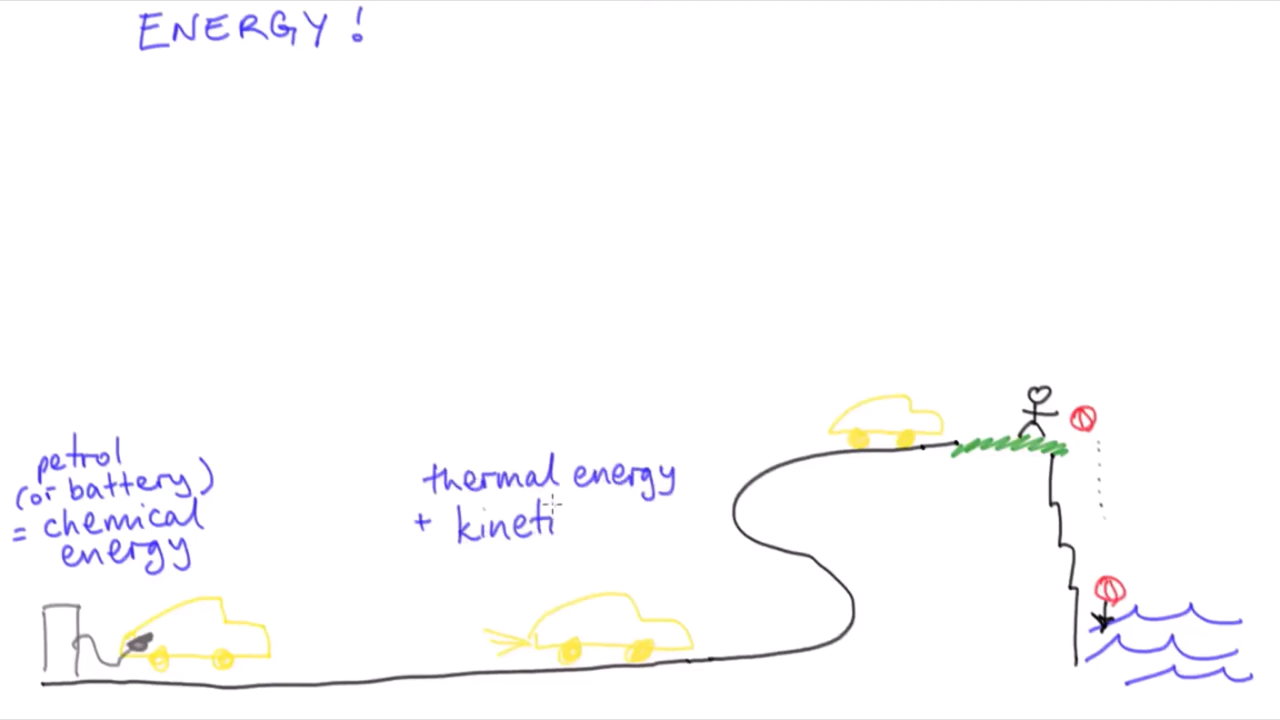 ENERGY!
petrol
(or battery)
= chemical
energy
thermal energy
+ kineti